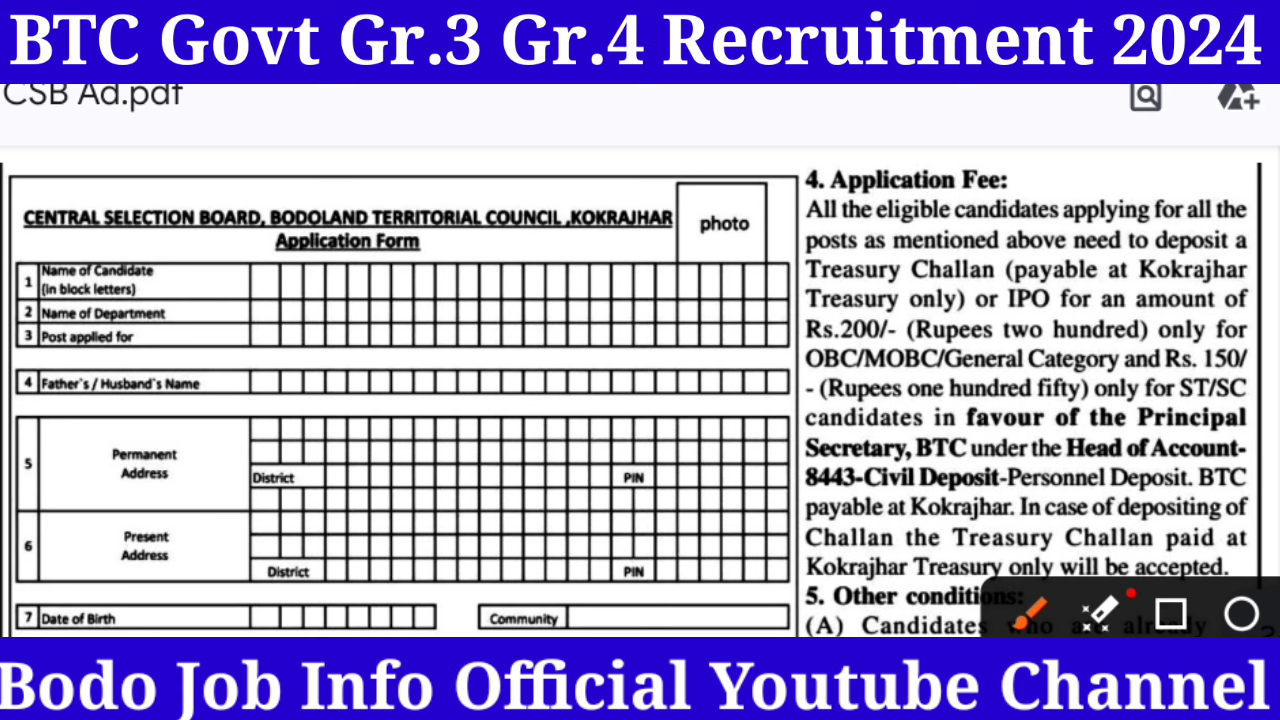 BTC Govt Gr.3 Gr.4 Recruitment 2024
CSB Ad.pdf
CENTRAL SELECTION BOARD, BODOLAND TERRITORIAL COUNCIL ,KOKRAJHAR
Application Form
photo
1 Name of Candidate
(in block letters)
2 Name of Department
3 Post applied for
4 Father`s / Husband`s Name
5 Permanent
Address
District PIN
6 Present
Address
District PIN
7 Date of Birth
Community
4. Application Fee:
All the eligible candidates applying for all the
posts as mentioned above need to deposit a
Treasury Challan (payable at Kokrajhar
Treasury only) or IPO for an amount of
Rs.200/- (Rupees two hundred) only for
OBC/MOBC/General Category and Rs. 150/
- (Rupees one hundred fifty) only for ST/SC
candidates in favour of the Principal
Secretary, BTC under the Head of Account-
8443-Civil Deposit-Personnel Deposit. BTC
payable at Kokrajhar. In case of depositing of
Challan the Treasury Challan paid at
Kokrajhar Treasury only will be accepted.
5. Other conditions:
(A) Candidates who are already
Bodo Job Info Official Youtube Channel